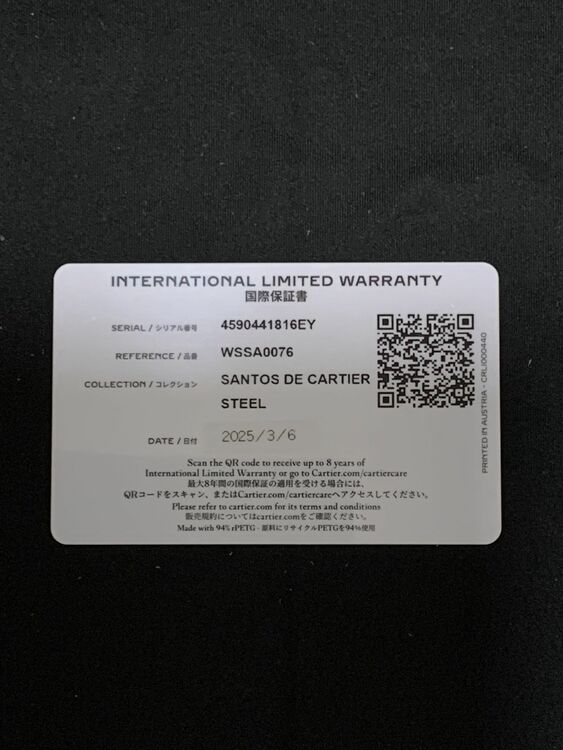 INTERNATIONAL LIMITED WARRANTY
国際保証書
SERIAL / シリアル番号 4590441816EY
REFERENCE / 品番 WSSA0076
COLLECTION / コレクション SANTOS DE CARTIER
STEEL
DATE / 日付 2025/3/6
Scan the QR code to receive up to 8 years of
International Limited Warranty or go to Cartier.com/cartiercare
最大8年間の国際保証の適用を受ける場合には、
QRコードをスキャン、またはCartier.com/cartiercareへアクセスしてください。
Please refer to cartier.com for its terms and conditions
販売規約についてはcartier.comをご確認ください。
Made with 94% rPETG - 原料にリサイクルPETGを94%使用
PRINTED IN AUSTRIA - CRLI000440